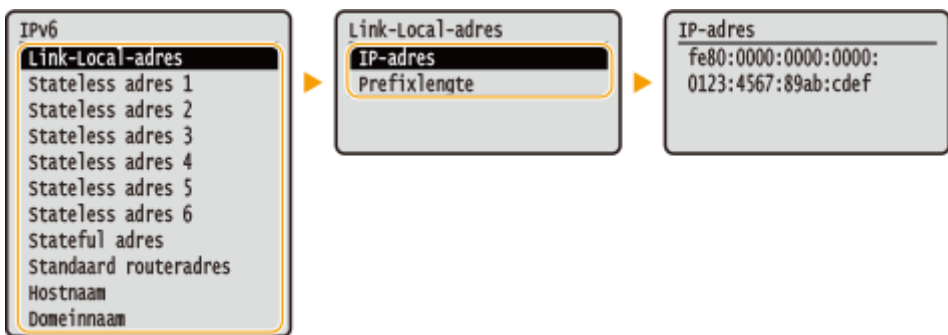 IPv6
Link-Local-adres
Stateless adres 1
Stateless adres 2
Stateless adres 3
Stateless adres 4
Stateless adres 5
Stateless adres 6
Stateful adres
Standaard routeradres
Hostnaam
Domeinnaam
Link-Local-adres
IP-adres
Prefixlengte
IP-adres
fe80:0000:0000:0000:
0123:4567:89ab:cdef